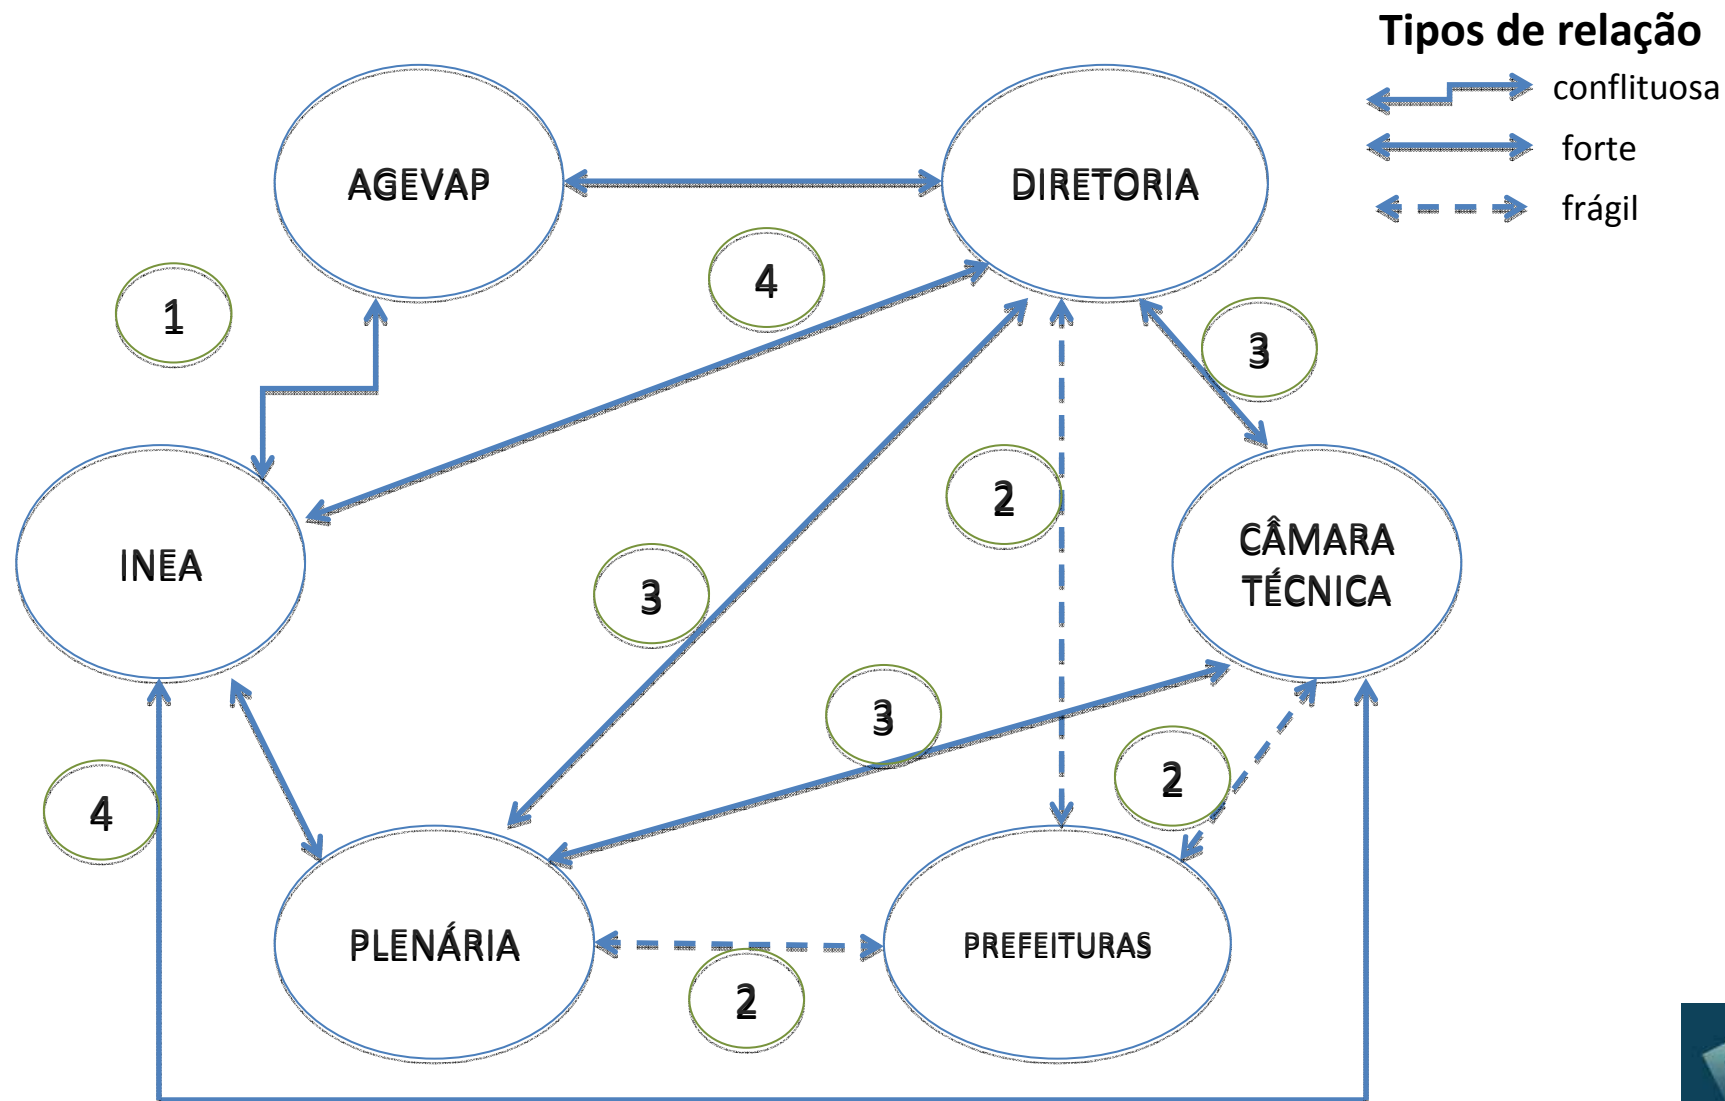 Tipos de relação
conflituosa
forte
frágil
AGEVAP
DIRETORIA
4
1
3
2
INEA
CÂMARA
TÉCNICA
3
3
2
4
PLENÁRIA
PREFEITURAS
2